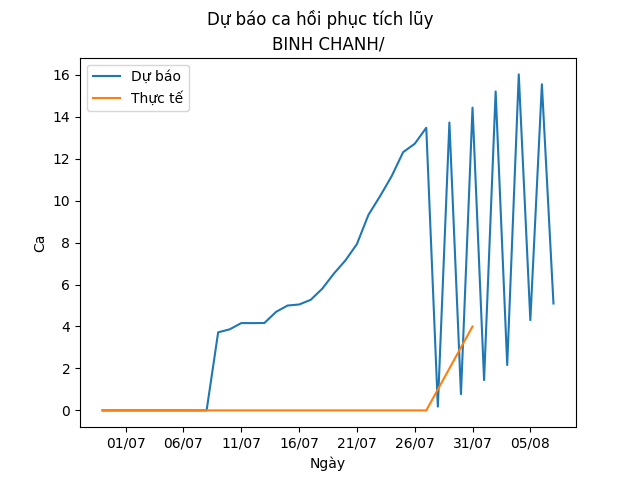 Dự báo ca hồi phục tích lũy
BINH CHANH/
Dự báo
Thực tế
16
14
12
10
8
6
4
2
0
Ca
01/07 06/07 11/07 16/07 21/07 26/07 31/07 05/08
Ngày